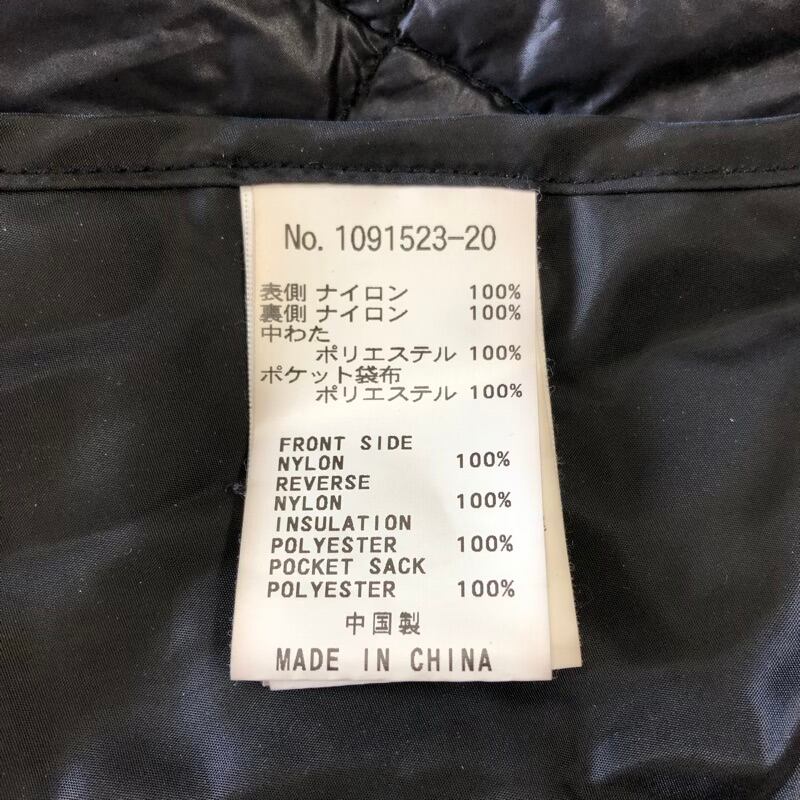 No. 1091523-20
表側 ナイロン 100%
裏側 ナイロン 100%
中わた
ポリエステル 100%
ポケット袋布
ポリエステル 100%
FRONT SIDE
NYLON 100%
REVERSE
NYLON 100%
INSULATION
POLYESTER 100%
POCKET SACK
POLYESTER 100%
中国製
MADE IN CHINA